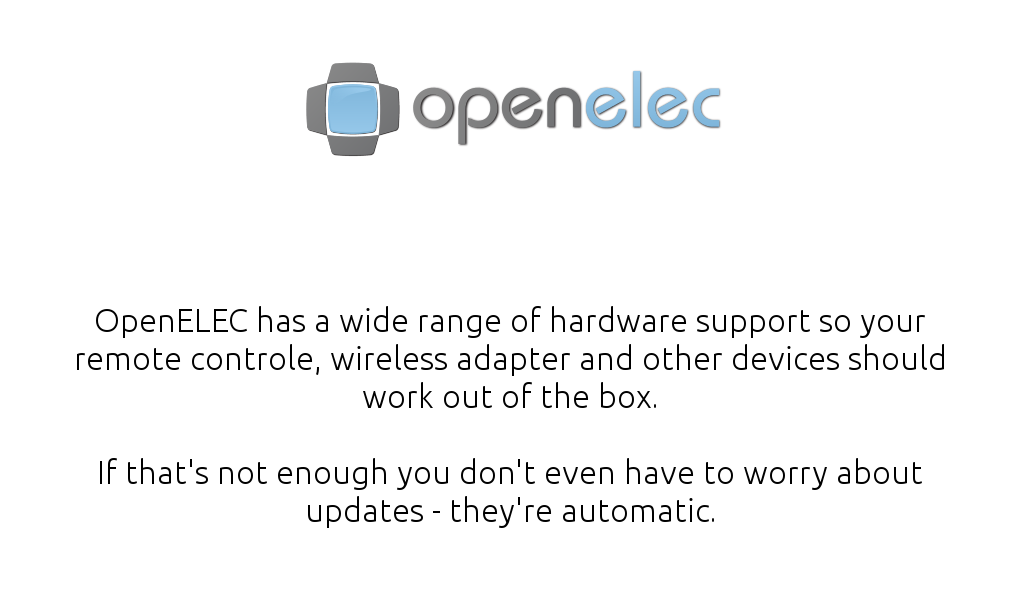 openelec
OpenELEC has a wide range of hardware support so your
remote controle, wireless adapter and other devices should
work out of the box.
If that's not enough you don't even have to worry about
updates - they're automatic.